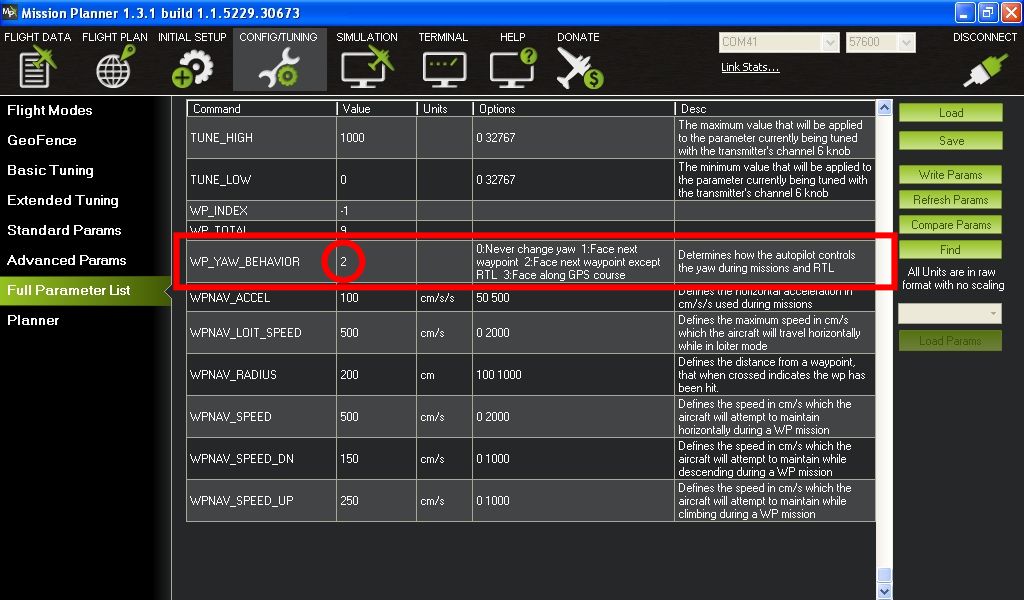 Mission Planner 1.3.1 build 1.1.5229.30673
FLIGHT DATA FLIGHT PLAN INITIAL SETUP CONFIG/TUNING SIMULATION TERMINAL HELP DONATE
COM41 57600
DISCONNECT
Link Stats...
Flight Modes
GeoFence
Basic Tuning
Extended Tuning
Standard Params
Advanced Params
Full Parameter List
Planner
Command Value Units Options Desc
TUNE_HIGH 1000 0 32767
The maximum value that will be applied
to the parameter currently being tuned
with the transmitter's channel 6 knob
TUNE_LOW 0 0 32767
The minimum value that will be applied to
the parameter currently being tuned with
the transmitter's channel 6 knob
WP_INDEX -1
WP_TOTAL 9
WP_YAW_BEHAVIOR 2
0:Never change yaw 1:Face next
waypoint 2:Face next waypoint except
RTL 3:Face along GPS course
Determines how the autopilot controls
the yaw during missions and RTL
WPNAV_ACCEL 100 cm/s/s 50 500
Defines the horizontal acceleration in
cm/s/s used during missions
WPNAV_LOIT_SPEED 500 cm/s 0 2000
Defines the maximum speed in cm/s
which the aircraft will travel horizontally
while in loiter mode
WPNAV_RADIUS 200 cm 100 1000
Defines the distance from a waypoint,
that when crossed indicates the wp has
been hit.
WPNAV_SPEED 500 cm/s 0 2000
Defines the speed in cm/s which the
aircraft will attempt to maintain
horizontally during a WP mission
WPNAV_SPEED_DN 150 cm/s 0 1000
Defines the speed in cm/s which the
aircraft will attempt to maintain while
descending during a WP mission
WPNAV_SPEED_UP 250 cm/s 0 1000
Defines the speed in cm/s which the
aircraft will attempt to maintain while
climbing during a WP mission
Load
Save
Write Params
Refresh Params
Compare Params
Find
All Units are in raw
format with no scaling
Load Params